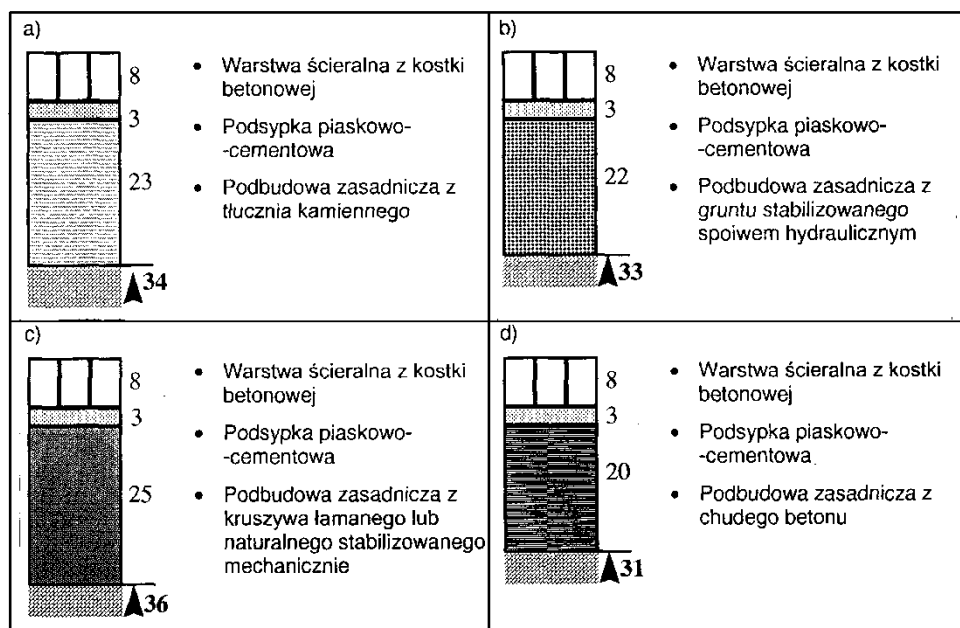 a)
8
3
23
34
• Warstwa ścieralna z kostki
betonowej
• Podsypka piaskowo-
-cementowa
• Podbudowa zasadnicza z
tłucznia kamiennego
b)
8
3
22
33
• Warstwa ścieralna z kostki
betonowej
• Podsypka piaskowo-
-cementowa
• Podbudowa zasadnicza z
gruntu stabilizowanego
spoiwem hydraulicznym
c)
8
3
25
36
• Warstwa ścieralna z kostki
betonowej
• Podsypka piaskowo-
-cementowa
• Podbudowa zasadnicza z
kruszywa łamanego lub
naturalnego stabilizowanego
mechanicznie
d)
8
3
20
31
• Warstwa ścieralna z kostki
betonowej
• Podsypka piaskowo-
-cementowa
• Podbudowa zasadnicza z
chudego betonu